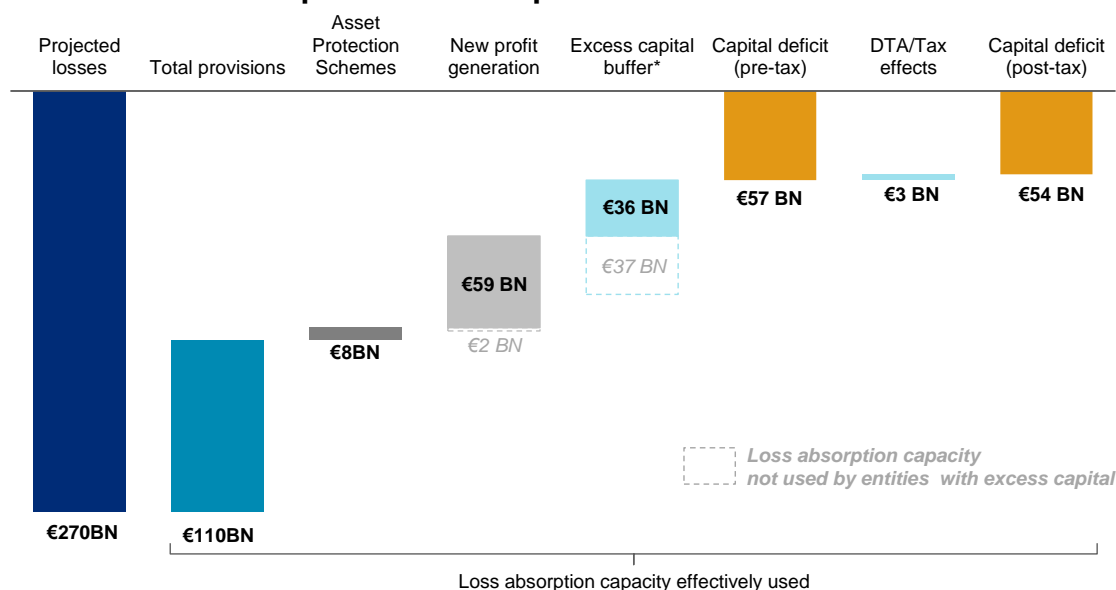 Projected
losses
Total provisions
Asset
Protection
Schemes
New profit
generation
Excess capital
buffer*
Capital deficit
(pre-tax)
DTA/Tax
effects
Capital deficit
(post-tax)
€270BN
€110BN
€8BN
€59 BN
€2 BN
€36 BN
€37 BN
€57 BN
€3 BN
€54 BN
Loss absorption capacity
not used by entities with excess capital
Loss absorption capacity effectively used